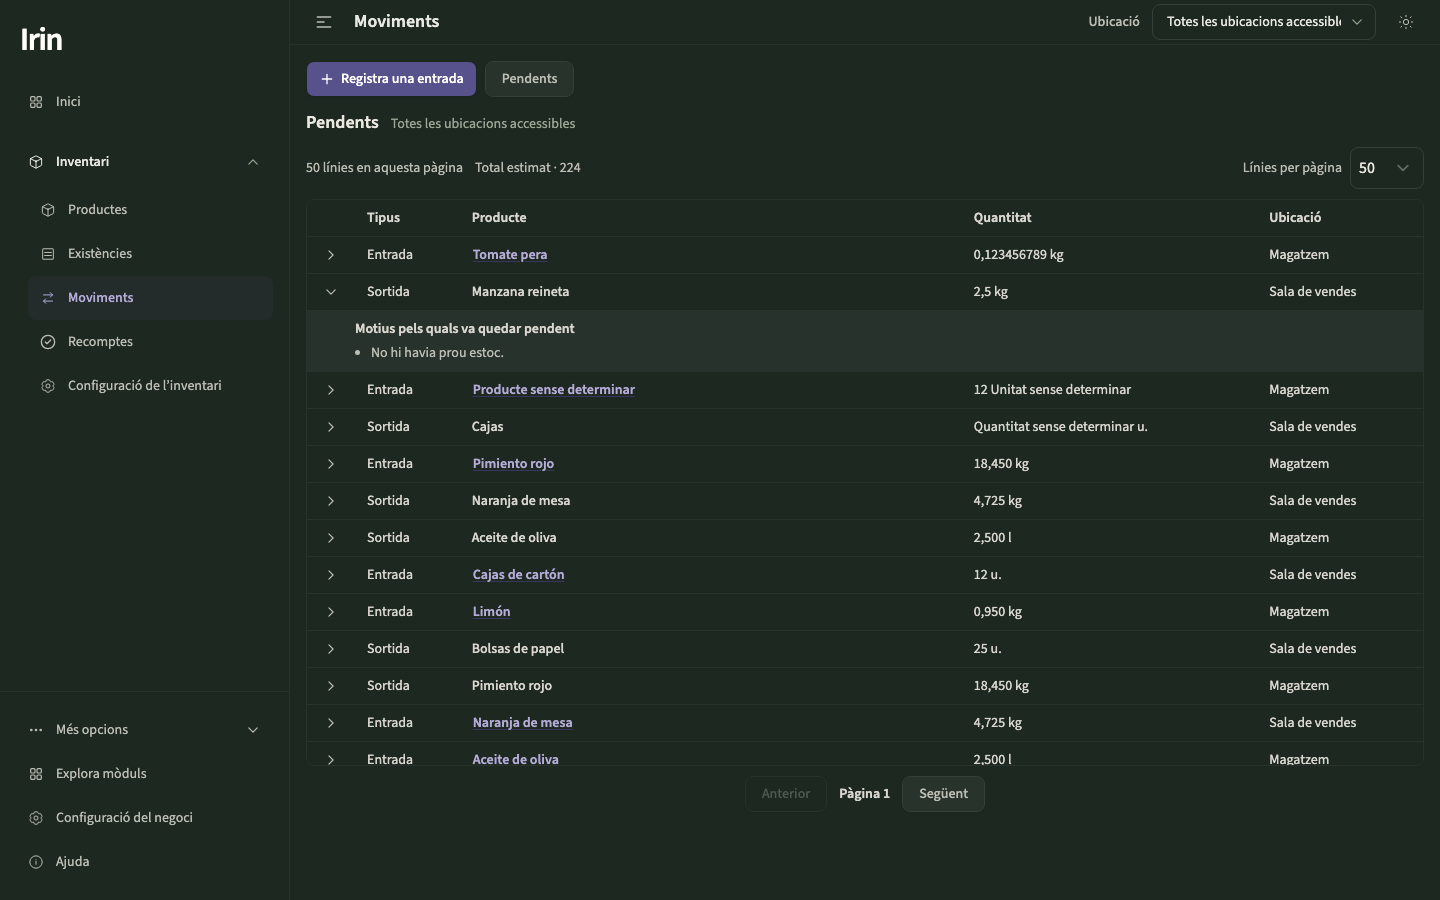 Irin
Inici
Inventari
Productes
Existències
Moviments
Recomptes
Configuració de l’inventari
Més opcions
Explora mòduls
Configuració del negoci
Ajuda
Moviments
Ubicació Totes les ubicacions accessibl
Registra una entrada Pendents
Pendents Totes les ubicacions accessibles
50 línies en aquesta pàgina Total estimat · 224 Línies per pàgina 50
Tipus Producte Quantitat Ubicació
Entrada Tomate pera 0,123456789 kg Magatzem
Sortida Manzana reineta 2,5 kg Sala de vendes
Motius pels quals va quedar pendent
• No hi havia prou estoc.
Entrada Producte sense determinar 12 Unitat sense determinar Magatzem
Sortida Cajas Quantitat sense determinar u. Sala de vendes
Entrada Pimiento rojo 18,450 kg Magatzem
Sortida Naranja de mesa 4,725 kg Sala de vendes
Sortida Aceite de oliva 2,500 l Magatzem
Entrada Cajas de cartón 12 u. Sala de vendes
Entrada Limón 0,950 kg Magatzem
Sortida Bolsas de papel 25 u. Sala de vendes
Sortida Pimiento rojo 18,450 kg Magatzem
Entrada Naranja de mesa 4,725 kg Sala de vendes
Entrada Aceite de oliva 2,500 l Magatzem
Anterior Pàgina 1 Següent